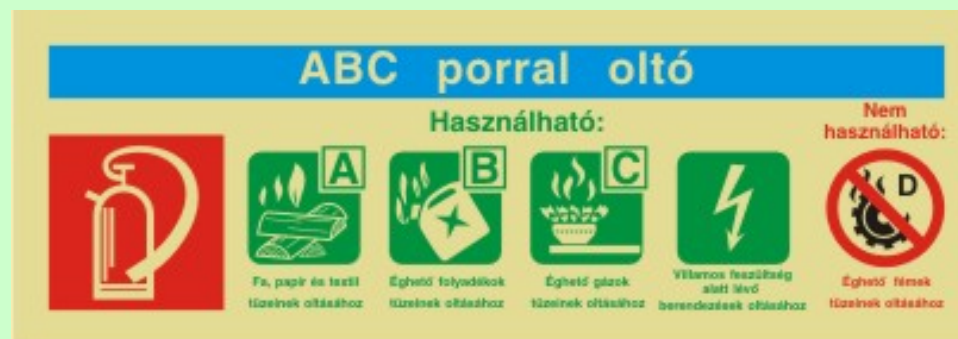 ABC porral oltó
Használható:
Nem
használható:
A
B
C
D
Fa, papír és textil
tüzeinek oltásához
Éghető folyadékok
tüzeinek oltásához
Éghető gázok
tüzeinek oltásához
Villamos feszültség
alatt lévő
berendezések oltásához
Éghető fémek
tüzeinek oltásához